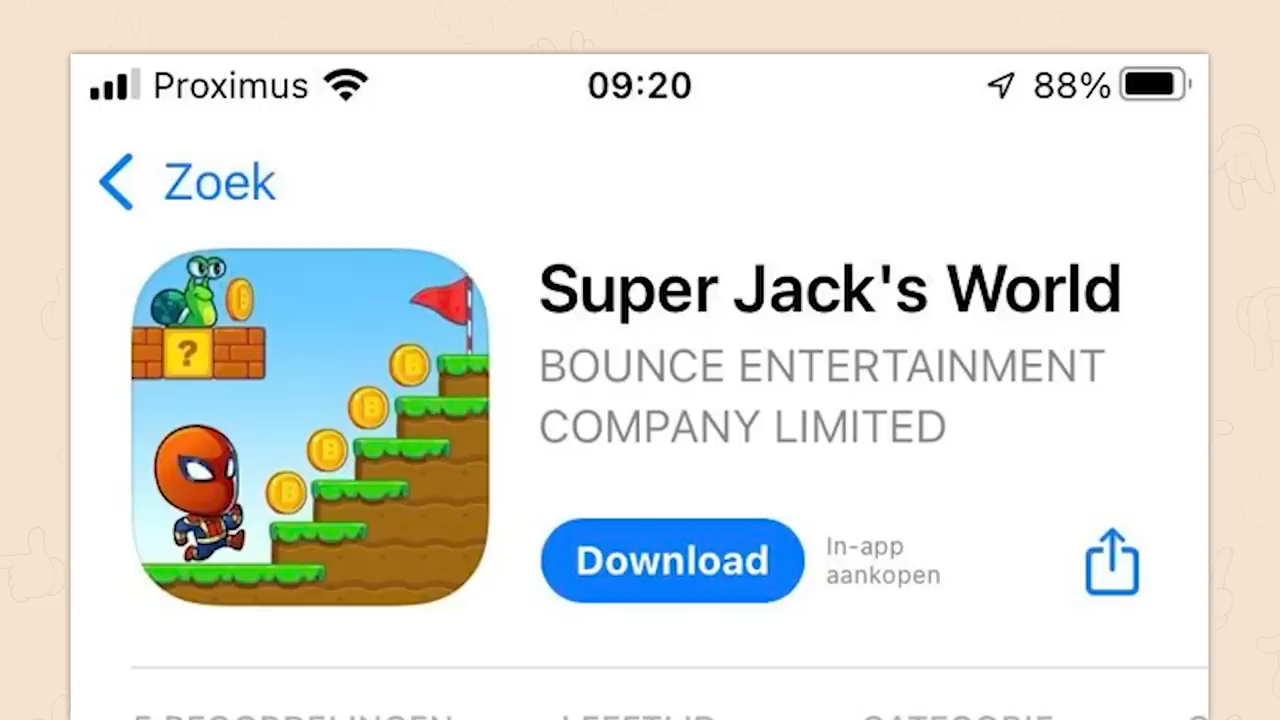 Proximus 09:20 88%
Zoek
?
Super Jack's World
BOUNCE ENTERTAINMENT
COMPANY LIMITED
B
B
B
B
Download
In-app
aankopen